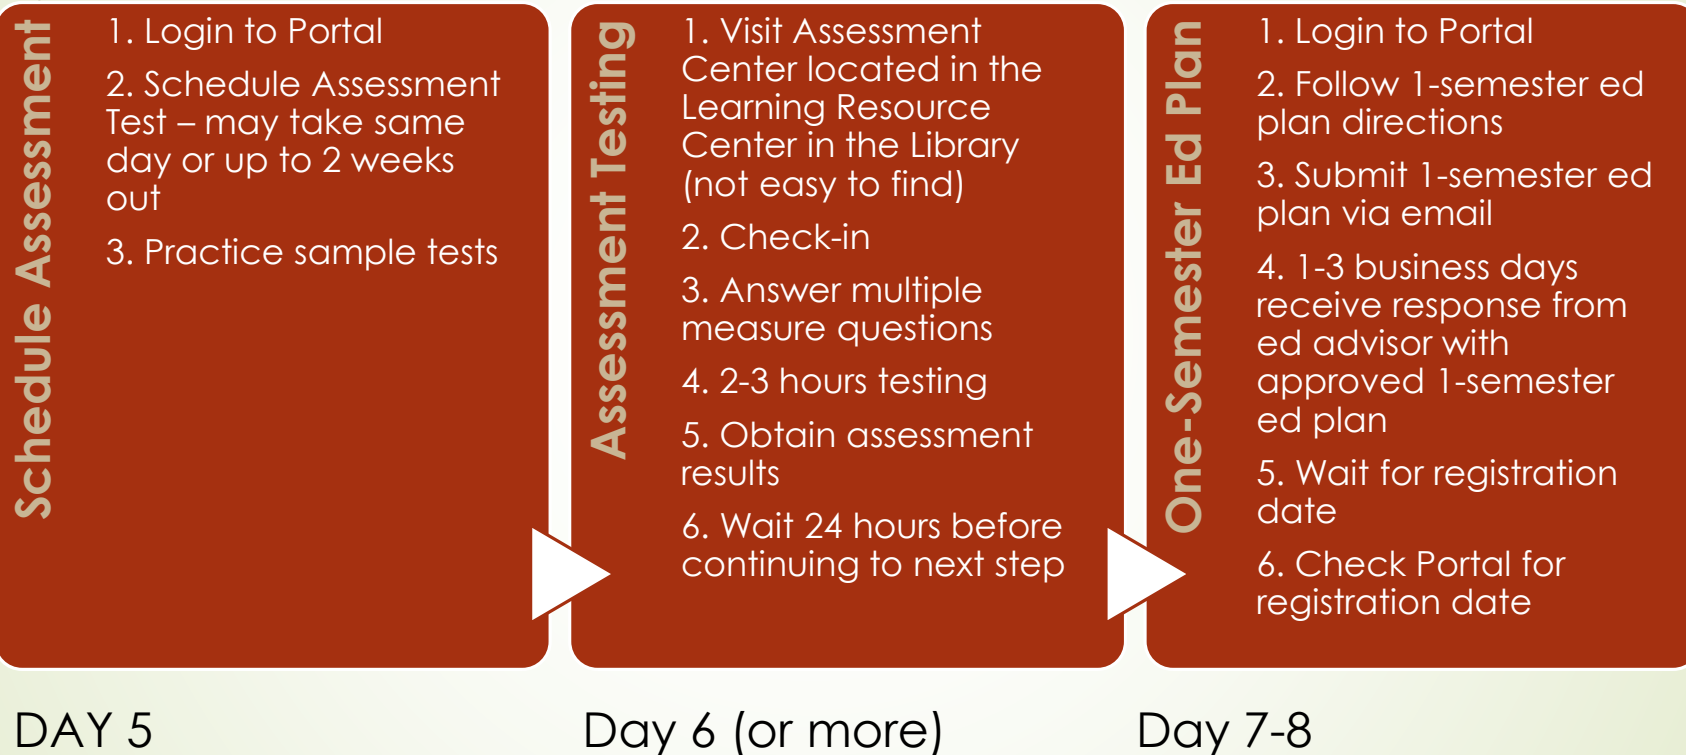 Schedule Assessment
1. Login to Portal
2. Schedule Assessment
Test – may take same
day or up to 2 weeks
out
3. Practice sample tests
Assessment Testing
1. Visit Assessment
Center located in the
Learning Resource
Center in the Library
(not easy to find)
2. Check-in
3. Answer multiple
measure questions
4. 2-3 hours testing
5. Obtain assessment
results
6. Wait 24 hours before
continuing to next step
One-Semester Ed Plan
1. Login to Portal
2. Follow 1-semester ed
plan directions
3. Submit 1-semester ed
plan via email
4. 1-3 business days
receive response from
ed advisor with
approved 1-semester
ed plan
5. Wait for registration
date
6. Check Portal for
registration date
DAY 5
Day 6 (or more)
Day 7-8